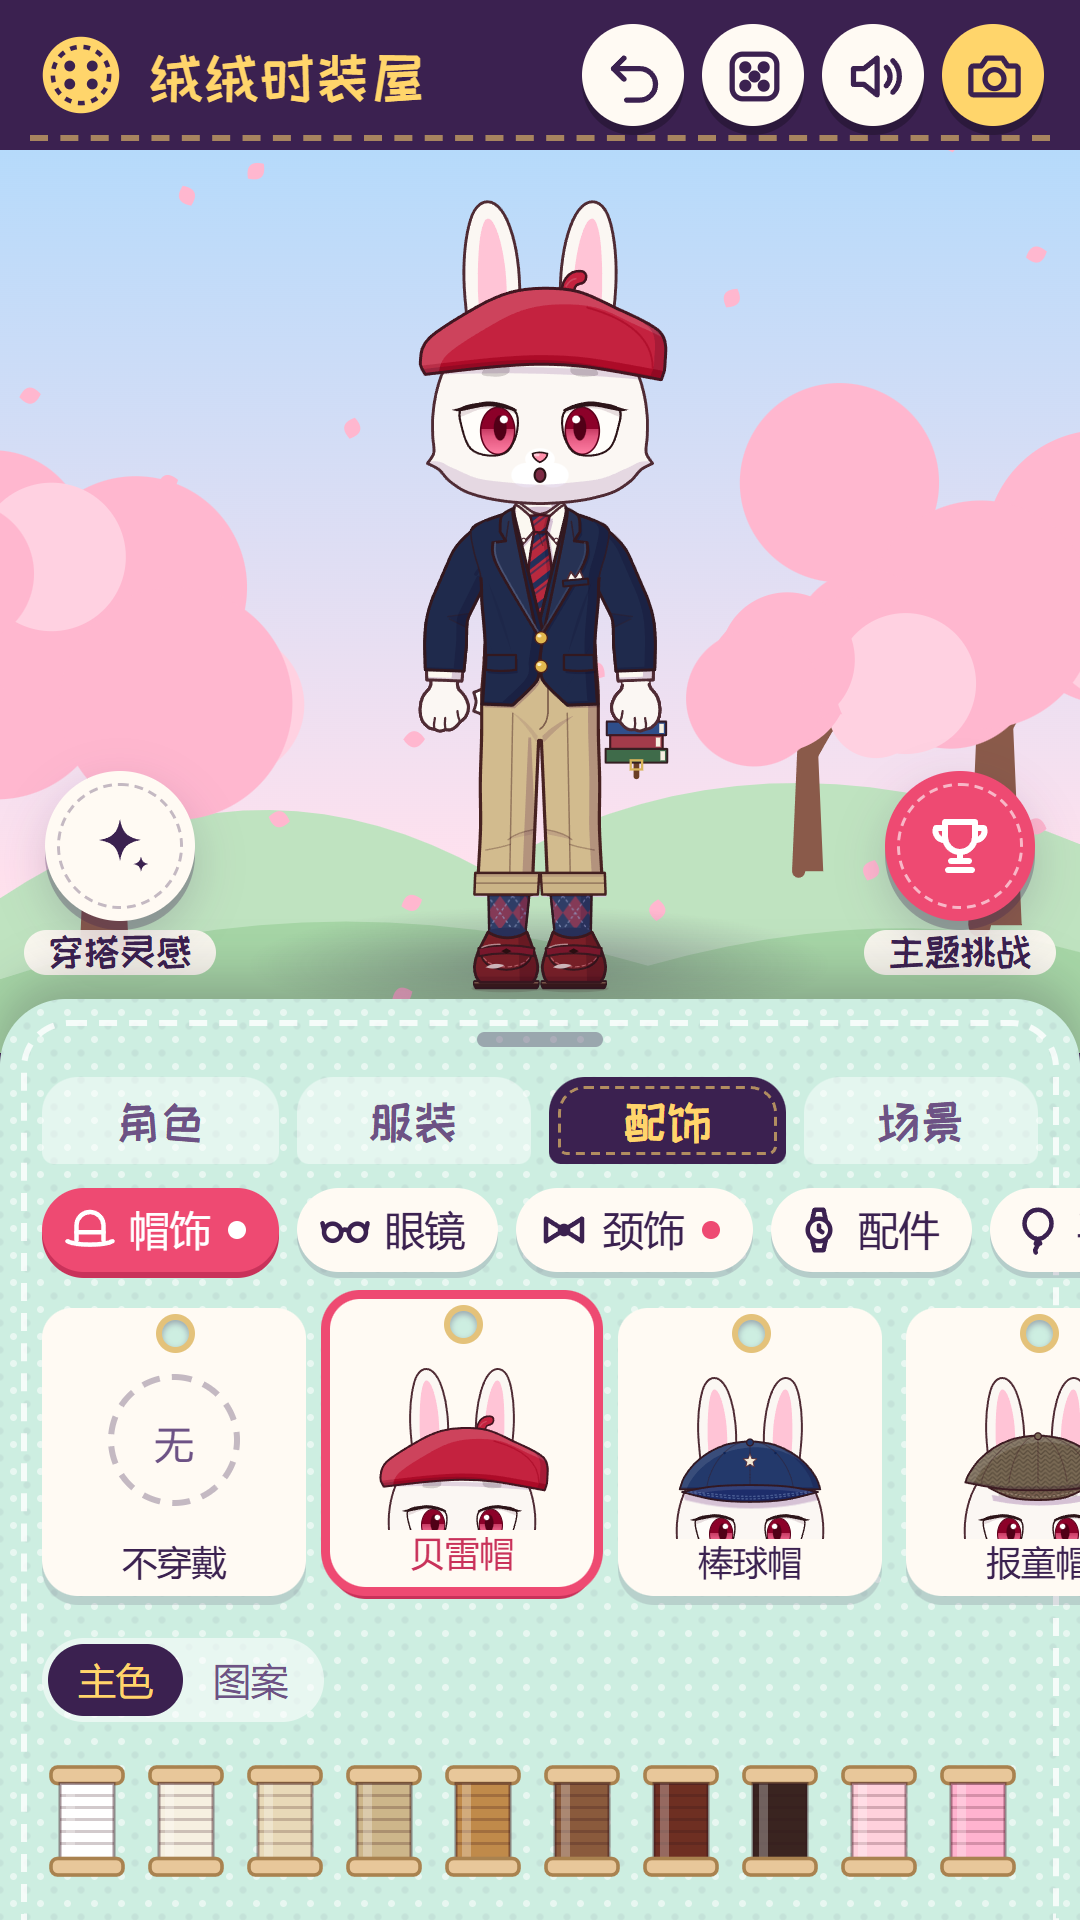 绒绒时装屋
穿搭灵感
主题挑战
角色
服装
配饰
场景
帽饰
眼镜
颈饰
配件
无
不穿戴
贝雷帽
棒球帽
报童帽
主色
图案